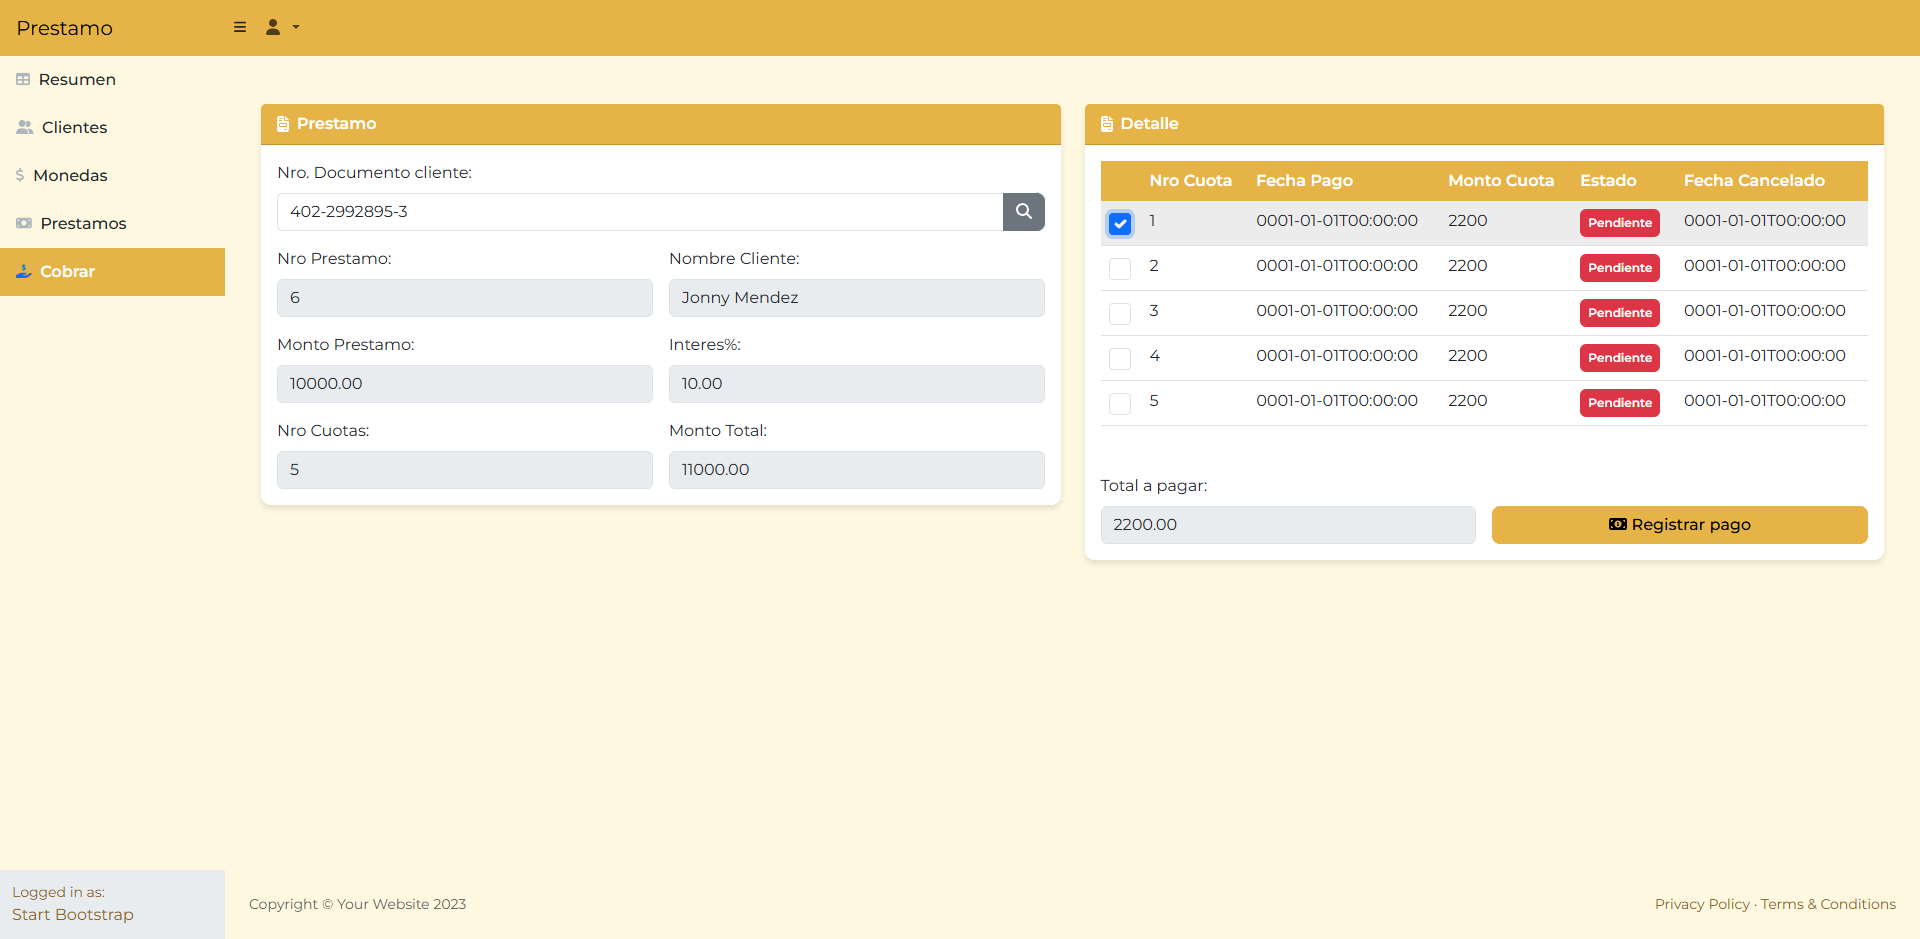 Prestamo
Resumen
Clientes
Monedas
Prestamos
Cobrar
Prestamo
Nro. Documento cliente:
402-2992895-3
Nro Prestamo: Nombre Cliente:
6 Jonny Mendez
Monto Prestamo: Interes%:
10000.00 10.00
Nro Cuotas: Monto Total:
5 11000.00
Detalle
Nro Cuota Fecha Pago Monto Cuota Estado Fecha Cancelado
1 0001-01-01T00:00:00 2200 Pendiente 0001-01-01T00:00:00
2 0001-01-01T00:00:00 2200 Pendiente 0001-01-01T00:00:00
3 0001-01-01T00:00:00 2200 Pendiente 0001-01-01T00:00:00
4 0001-01-01T00:00:00 2200 Pendiente 0001-01-01T00:00:00
5 0001-01-01T00:00:00 2200 Pendiente 0001-01-01T00:00:00
Total a pagar:
2200.00 Registrar pago
Logged in as:
Start Bootstrap
Copyright © Your Website 2023
Privacy Policy · Terms & Conditions